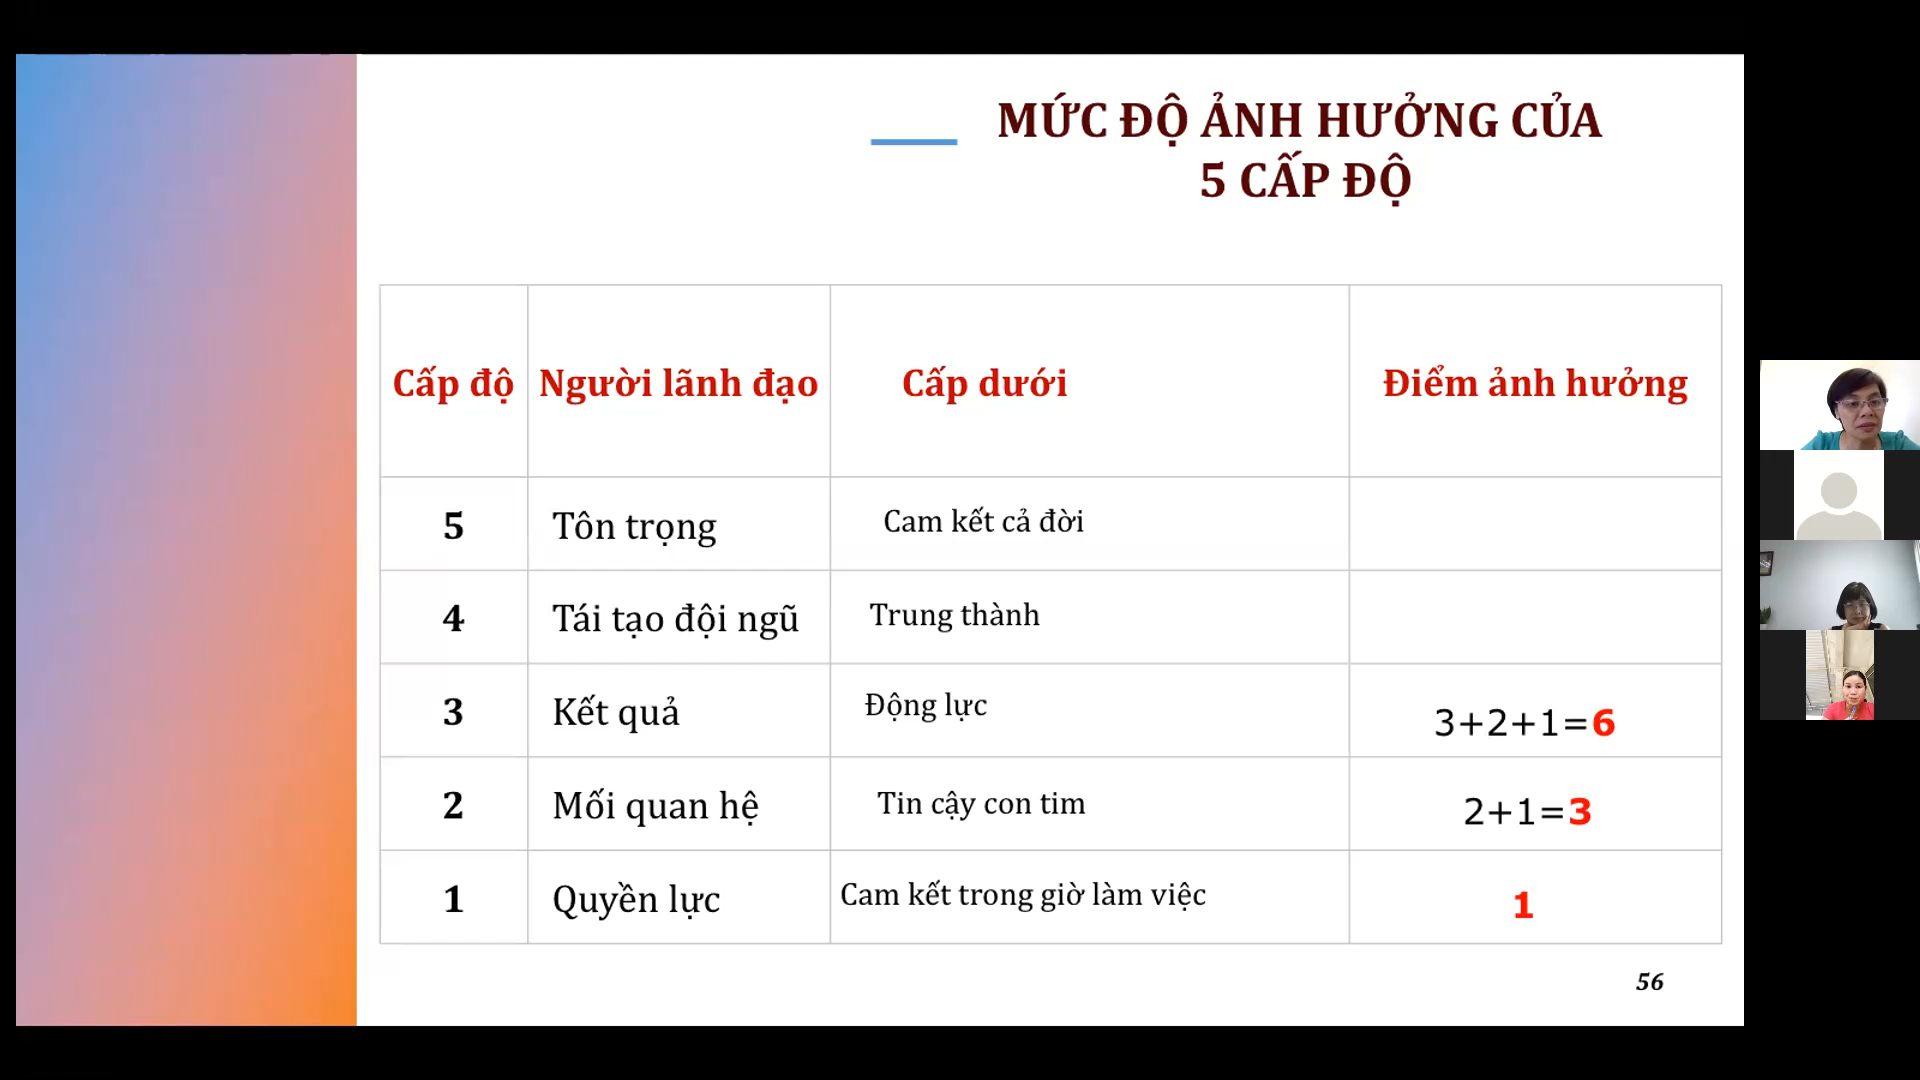 MỨC ĐỘ ẢNH HƯỞNG CỦA
5 CẤP ĐỘ
Cấp độ Người lãnh đạo Cấp dưới Điểm ảnh hưởng
5 Tôn trọng Cam kết cả đời
4 Tái tạo đội ngũ Trung thành
3 Kết quả Động lực 3+2+1=6
2 Mối quan hệ Tin cậy con tim 2+1=3
1 Quyền lực Cam kết trong giờ làm việc 1
56